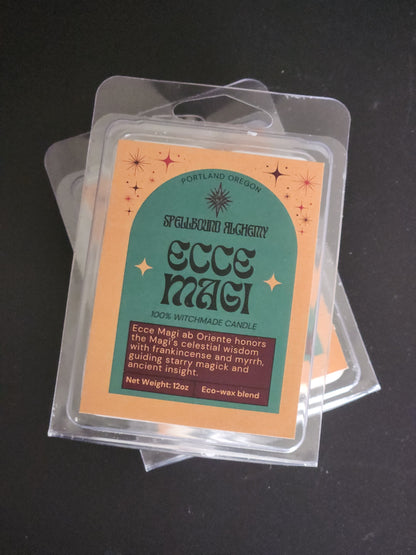 PORTLAND OREGON
SPELLBOUND ALCHEMY
ECCE
MAGI
100% WITCHMADE CANDLE
Ecce Magi ab Oriente honors
the Magi's celestial wisdom
with frankincense and myrrh,
guiding starry magick and
ancient insight.
Net Weight: 12oz
Eco-wax blend